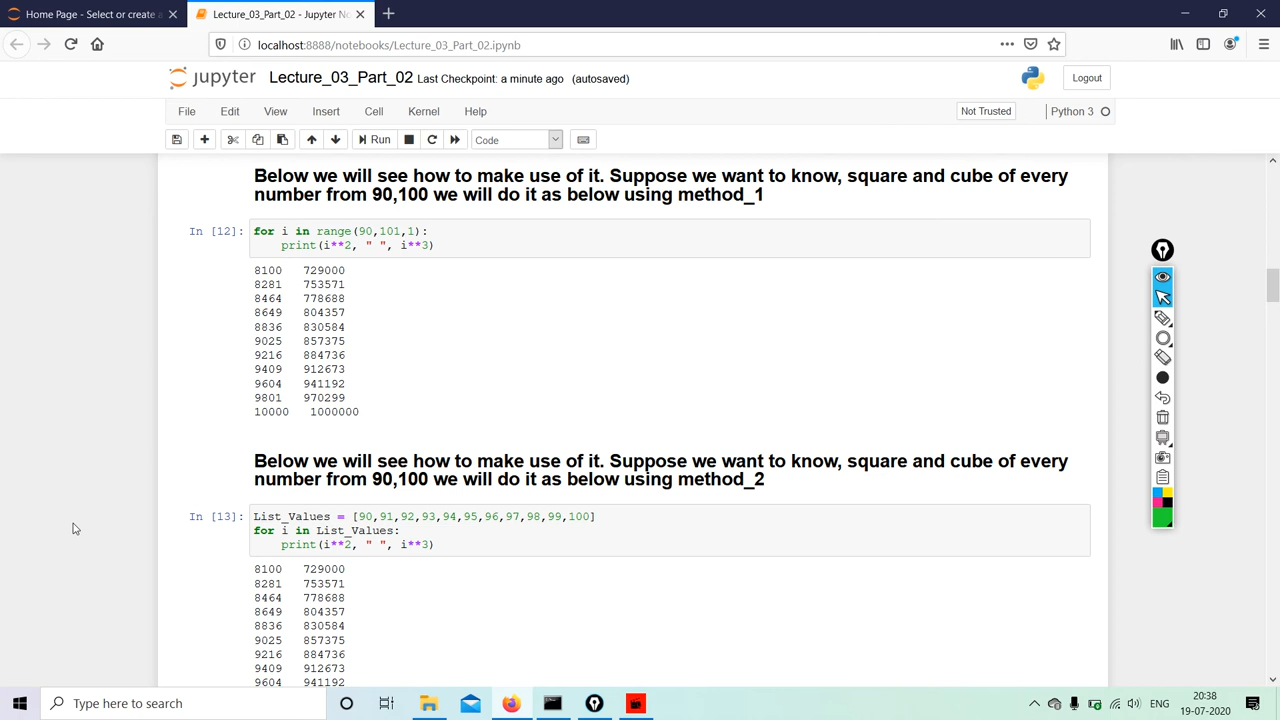 Home Page - Select or create a
Lecture_03_Part_02 - Jupyter No
localhost:8888/notebooks/Lecture_03_Part_02.ipynb
jupyter Lecture_03_Part_02 Last Checkpoint: a minute ago (autosaved)
Logout
File Edit View Insert Cell Kernel Help
Not Trusted
Python 3
Run
Code
Below we will see how to make use of it. Suppose we want to know, square and cube of every
number from 90,100 we will do it as below using method_1
In [12]: for i in range(90,101,1):
print(i**2, " ", i**3)
8100 729000
8281 753571
8464 778688
8649 804357
8836 830584
9025 857375
9216 884736
9409 912673
9604 941192
9801 970299
10000 1000000
Below we will see how to make use of it. Suppose we want to know, square and cube of every
number from 90,100 we will do it as below using method_2
In [13]: List_Values = [90,91,92,93,94,95,96,97,98,99,100]
for i in List_Values:
print(i**2, " ", i**3)
8100 729000
8281 753571
8464 778688
8649 804357
8836 830584
9025 857375
9216 884736
9409 912673
9604 941192
Type here to search
ENG
20:38
19-07-2020